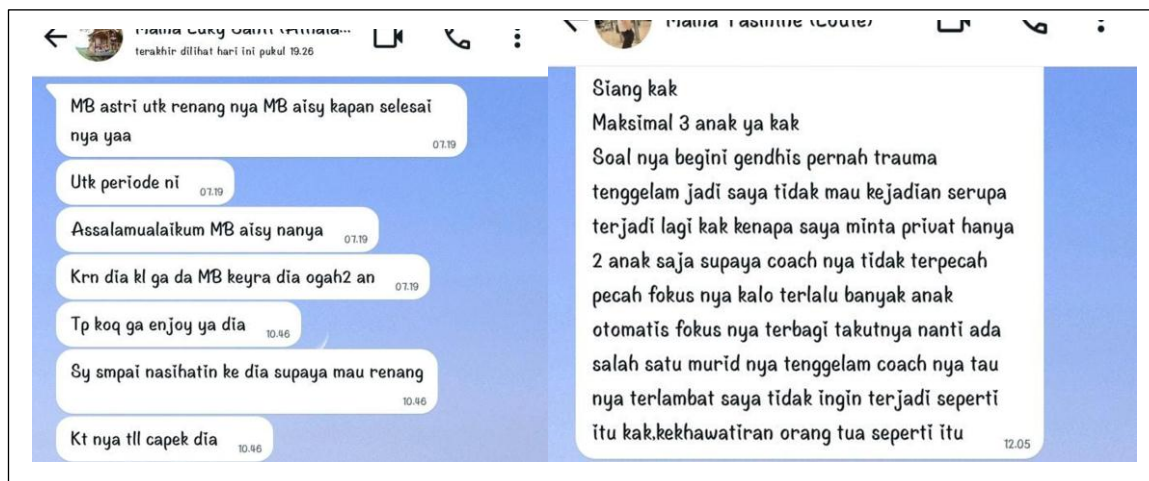 terakhir dilihat hari ini pukul 19.26
MB astri utk renang nya MB aisy kapan selesai
nya yaa
07.19
Utk periode ni
07.19
Assalamualaikum MB aisy nanya
07.19
Krn dia kl ga da MB keyra dia ogah2 an
07.19
Tp koq ga enjoy ya dia
10.46
Sy smpai nasihatin ke dia supaya mau renang
10.46
Kt nya tll capek dia
10.46
Siang kak
Maksimal 3 anak ya kak
Soal nya begini gendhis pernah trauma
tenggelam jadi saya tidak mau kejadian serupa
terjadi lagi kak kenapa saya minta privat hanya
2 anak saja supaya coach nya tidak terpecah
pecah fokus nya kalo terlalu banyak anak
otomatis fokus nya terbagi takutnya nanti ada
salah satu murid nya tenggelam coach nya tau
nya terlambat saya tidak ingin terjadi seperti
itu kak,kekhawatiran orang tua seperti itu
12.05